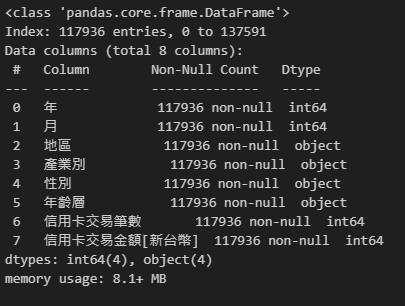 <class 'pandas.core.frame.DataFrame'>
Index: 117936 entries, 0 to 137591
Data columns (total 8 columns):
 #   Column        Non-Null Count   Dtype
---  ------        --------------   -----
 0   年             117936 non-null  int64
 1   月             117936 non-null  int64
 2   地區            117936 non-null  object
 3   產業別           117936 non-null  object
 4   性別            117936 non-null  object
 5   年齡層           117936 non-null  object
 6   信用卡交易筆數       117936 non-null  int64
 7   信用卡交易金額[新台幣]  117936 non-null  int64
dtypes: int64(4), object(4)
memory usage: 8.1+ MB